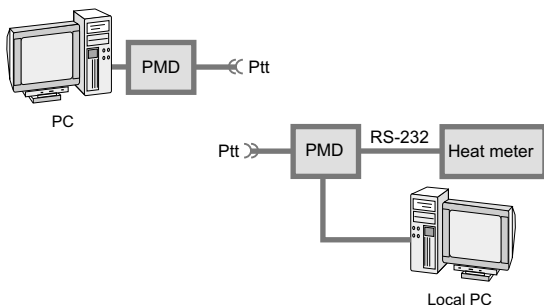 PMD
Ptt
PC
Ptt
PMD
RS-232
Heat meter
Local PC